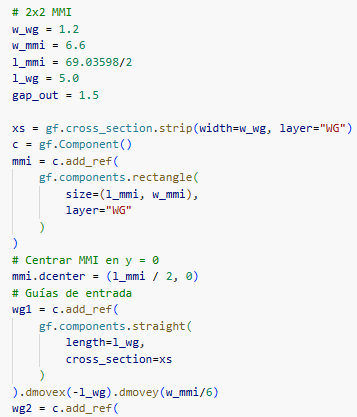 # 2x2 MMI
w_wg = 1.2
w_mmi = 6.6
l_mmi = 69.03598/2
l_wg = 5.0
gap_out = 1.5
xs = gf.cross_section.strip(width=w_wg, layer="WG")
c = gf.Component()
mmi = c.add_ref(
gf.components.rectangle(
size=(l_mmi, w_mmi),
layer="WG"
)
)
# Centrar MMI en y = 0
mmi.dcenter = (l_mmi / 2, 0)
# Guías de entrada
wg1 = c.add_ref(
gf.components.straight(
length=l_wg,
cross_section=xs
)
).dmovex(-l_wg).dmovey(w_mmi/6)
wg2 = c.add_ref(